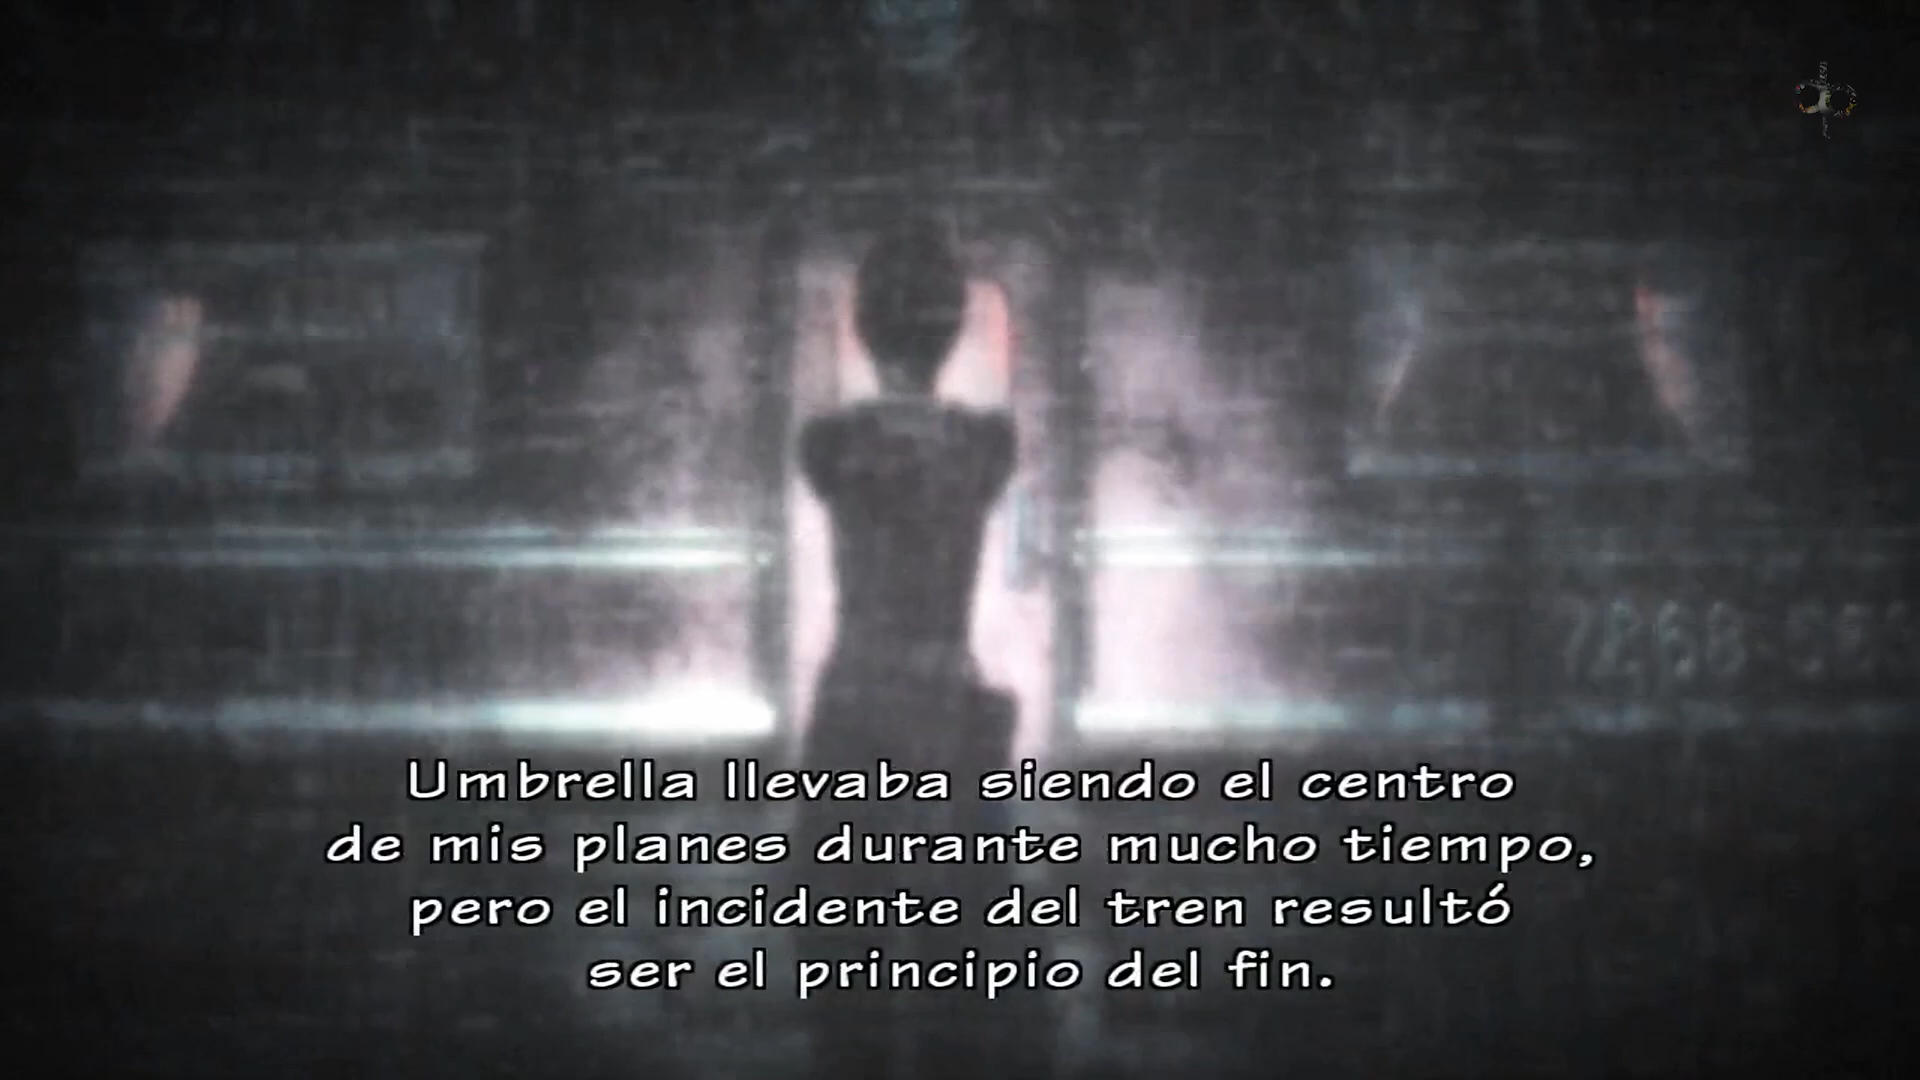 Umbrella llevaba siendo el centro
de mis planes durante mucho tiempo,
pero el incidente del tren resultó
ser el principio del fin.